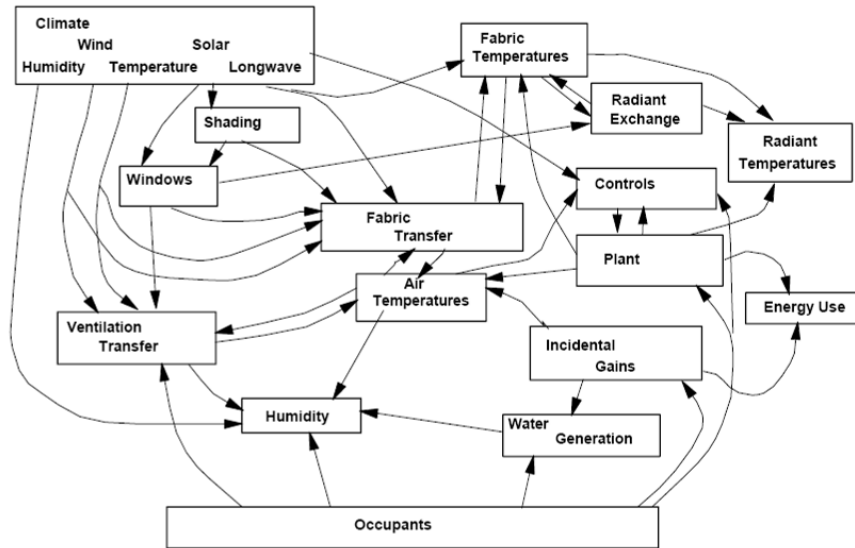 Climate
Wind Solar
Humidity Temperature Longwave
Fabric
Temperatures
Radiant
Exchange
Shading
Radiant
Temperatures
Windows
Controls
Fabric
Transfer
Plant
Air
Temperatures
Energy Use
Ventilation
Transfer
Incidental
Gains
Humidity
Water
Generation
Occupants